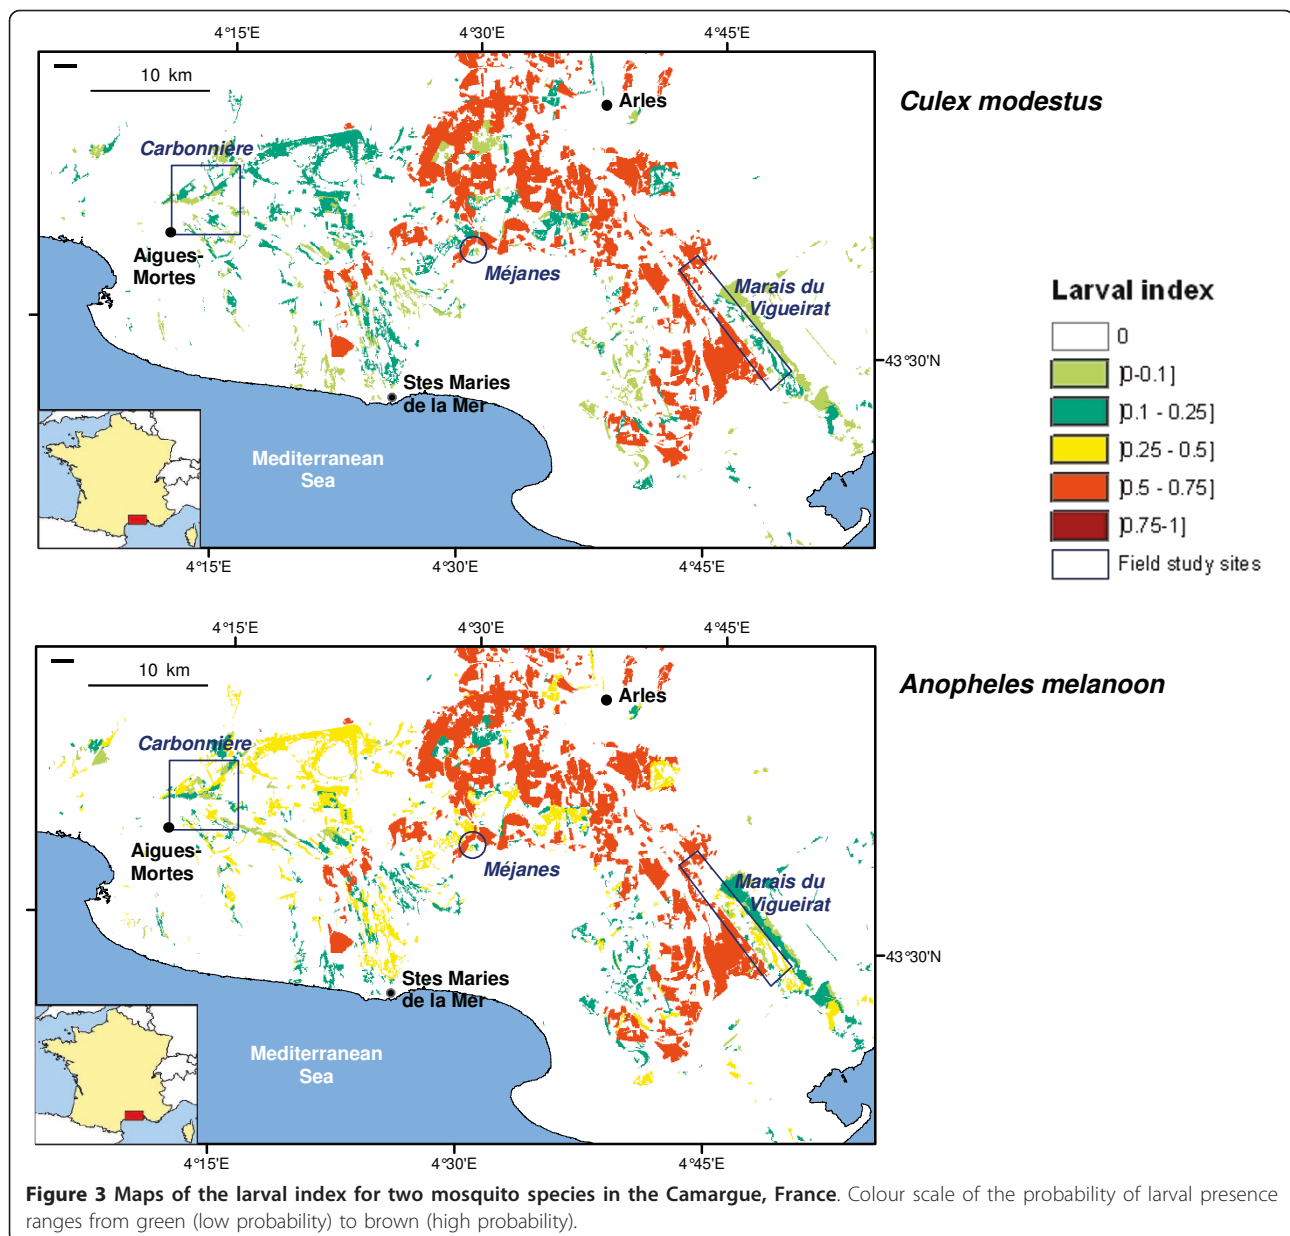 4°15'E 4°30'E 4°45'E
10 km
Arles
Culex modestus
Carbonnière
Aigues-
Mortes
Méjanes
Marais du
Vigueirat
Larval index
0
]0-0.1]
]0.1 - 0.25]
]0.25 - 0.5]
]0.5 - 0.75]
]0.75-1]
Field study sites
43°30'N
Stes Maries
de la Mer
Mediterranean
Sea
4°15'E 4°30'E 4°45'E
4°15'E 4°30'E 4°45'E
10 km
Arles
Anopheles melanoon
Carbonnière
Aigues-
Mortes
Méjanes
Marais du
Vigueirat
43°30'N
Stes Maries
de la Mer
Mediterranean
Sea
4°15'E 4°30'E 4°45'E
Figure 3 Maps of the larval index for two mosquito species in the Camargue, France. Colour scale of the probability of larval presence
ranges from green (low probability) to brown (high probability).